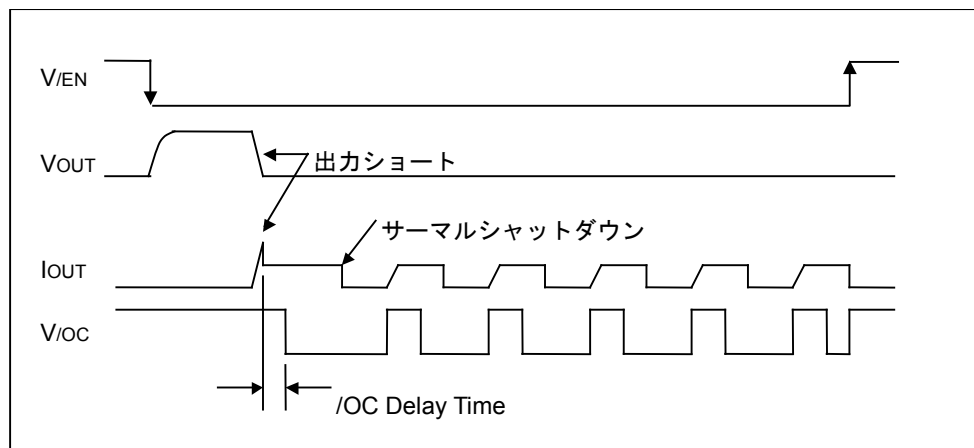 V/EN
VOUT
出力ショート
サーマルシャットダウン
IOUT
V/OC
/OC Delay Time